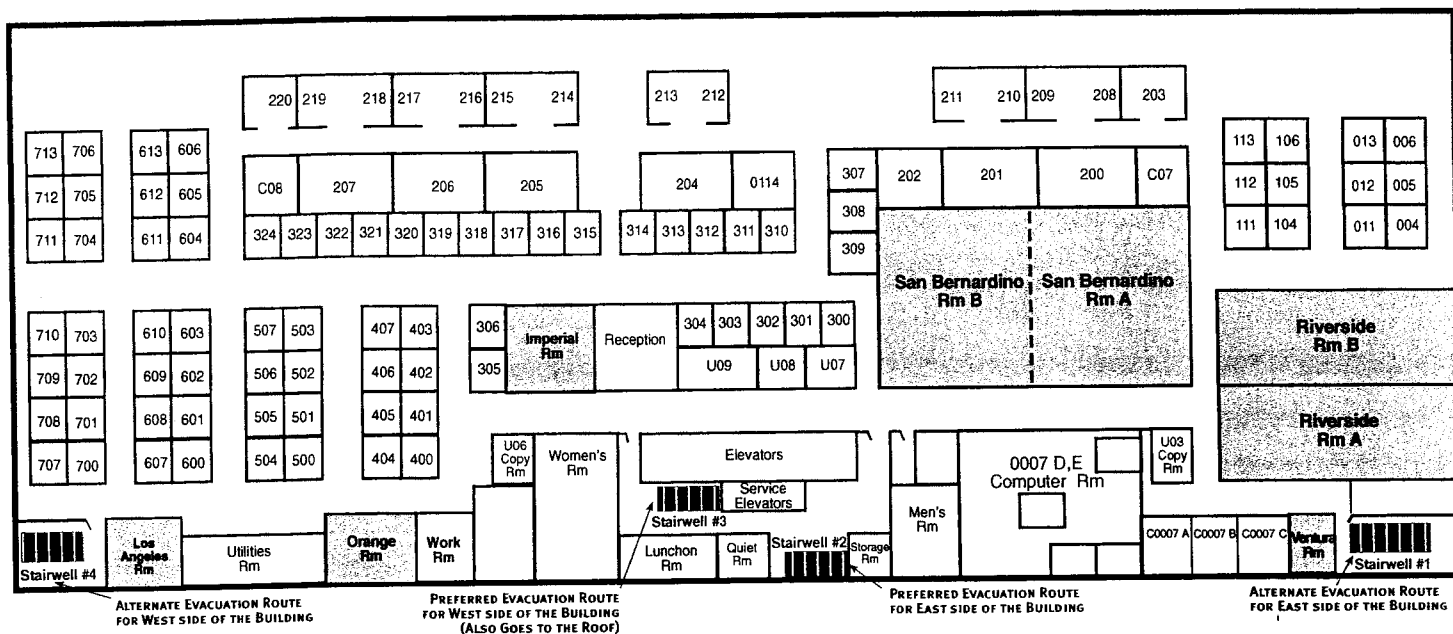 220 219 218 217 216 215 214
213 212
211 210 209 208 203
713 706
712 705
711 704
613 606
612 605
611 604
C08 207 206 205
324 323 322 321 320 319 318 317 316 315
204 0114
314 313 312 311 310
307
308
309
202 201 200 C07
San Bernardino
Rm B
San Bernardino
Rm A
113 106
112 105
111 104
013 006
012 005
011 004
710 703
709 702
708 701
707 700
610 603
609 602
608 601
607 600
507 503
506 502
505 501
504 500
407 403
406 402
405 401
404 400
306
305
Imperial
Rm
Reception
304 303 302 301 300
U09 U08 U07
Riverside
Rm B
Riverside
Rm A
U06
Copy
Rm
Women's
Rm
Elevators
Service
Elevators
Stairwell #3
0007 D,E
Computer Rm
U03
Copy
Rm
Men's
Rm
Stairwell #4
Los
Angeles
Rm
Utilities
Rm
Orange
Rm
Work
Rm
Lunchon
Rm
Quiet
Rm
Stairwell #2
Storage
Rm
C0007 A C0007 B C0007 C
Ventura
Rm
Stairwell #1
ALTERNATE EVACUATION ROUTE
FOR WEST SIDE OF THE BUILDING
PREFERRED EVACUATION ROUTE
FOR WEST SIDE OF THE BUILDING
(ALSO GOES TO THE ROOF)
PREFERRED EVACUATION ROUTE
FOR EAST SIDE OF THE BUILDING
ALTERNATE EVACUATION ROUTE
FOR EAST SIDE OF THE BUILDING